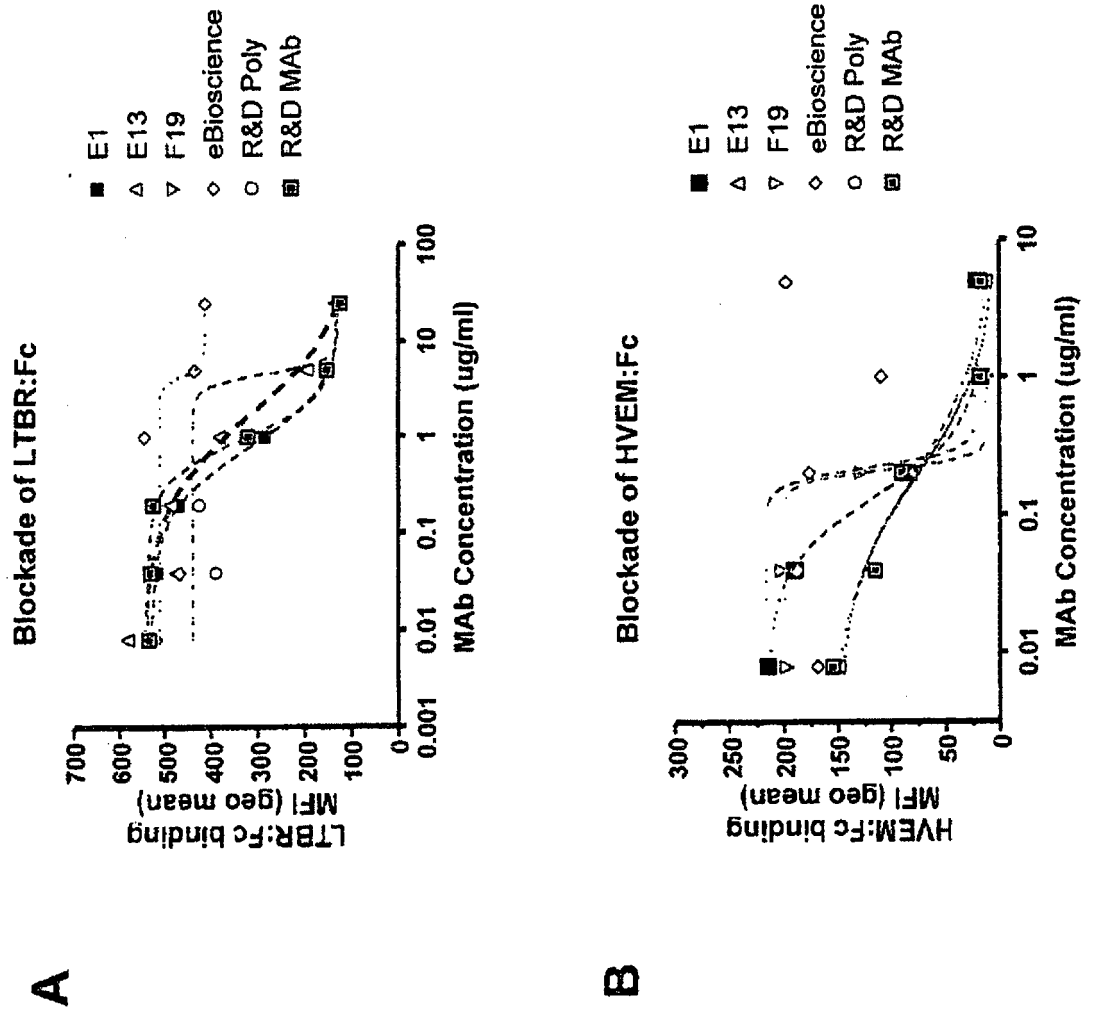 A
Blockade of LTBR:Fc
LTBR:Fc binding
MFI (geo mean)
700
600
500
400
300
200
100
0
0.001
0.01
0.1
1
10
100
MAb Concentration (ug/ml)
E1
E13
F19
eBioscience
R&D Poly
R&D MAb
B
Blockade of HVEM:Fc
HVEM:Fc binding
MFI (geo mean)
300
250
200
150
100
50
0
0.01
0.1
1
10
MAb Concentration (ug/ml)
E1
E13
F19
eBioscience
R&D Poly
R&D MAb